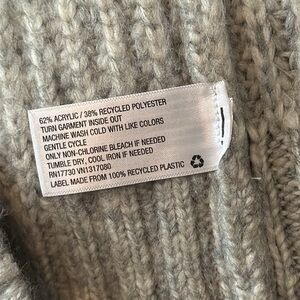 62% ACRYLIC / 38% RECYCLED POLYESTER
TURN GARMENT INSIDE OUT
MACHINE WASH COLD WITH LIKE COLORS
GENTLE CYCLE
ONLY NON-CHLORINE BLEACH IF NEEDED
TUMBLE DRY, COOL IRON IF NEEDED
RN17730 VN1317080
LABEL MADE FROM 100% RECYCLED PLASTIC